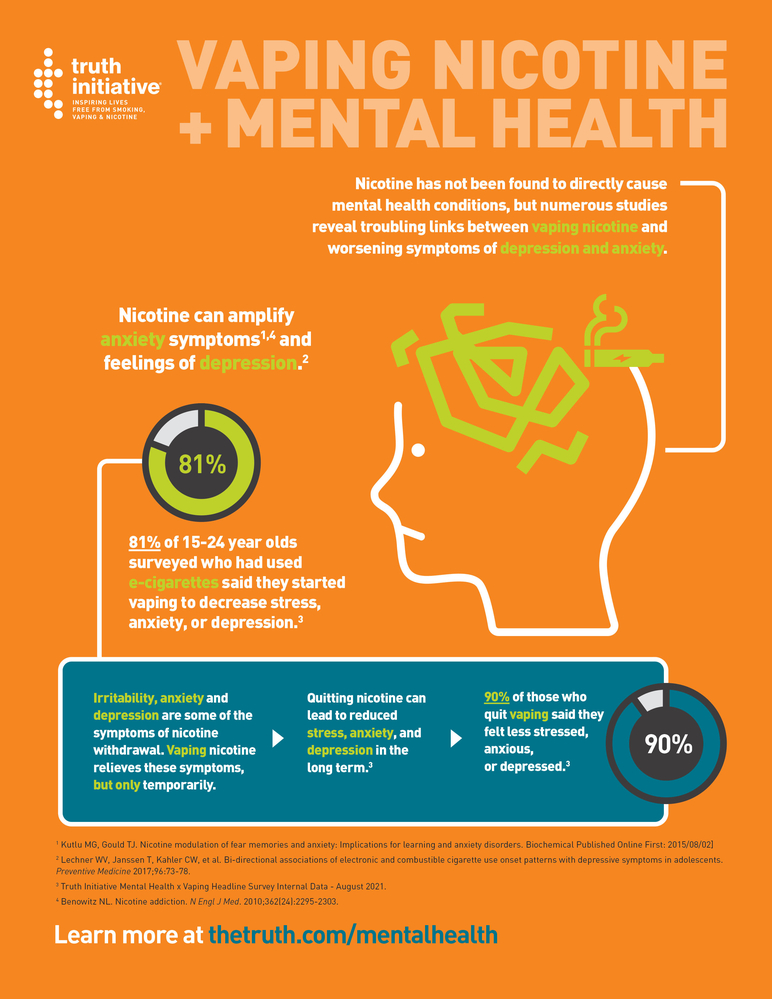 truth
initiative®
INSPIRING LIVES
FREE FROM SMOKING,
VAPING & NICOTINE
VAPING NICOTINE
+ MENTAL HEALTH
Nicotine has not been found to directly cause
mental health conditions, but numerous studies
reveal troubling links between vaping nicotine and
worsening symptoms of depression and anxiety.
Nicotine can amplify
anxiety symptoms¹,⁴ and
feelings of depression.²
81%
81% of 15-24 year olds
surveyed who had used
e-cigarettes said they started
vaping to decrease stress,
anxiety, or depression.³
Irritability, anxiety and
depression are some of the
symptoms of nicotine
withdrawal. Vaping nicotine
relieves these symptoms,
but only temporarily.
Quitting nicotine can
lead to reduced
stress, anxiety, and
depression in the
long term.³
90% of those who
quit vaping said they
felt less stressed,
anxious,
or depressed.³
90%
¹ Kutlu MG, Gould TJ. Nicotine modulation of fear memories and anxiety: Implications for learning and anxiety disorders. Biochemical Published Online First: 2015/08/02]
² Lechner WV, Janssen T, Kahler CW, et al. Bi-directional associations of electronic and combustible cigarette use onset patterns with depressive symptoms in adolescents.
Preventive Medicine 2017;96:73-78.
³ Truth Initiative Mental Health x Vaping Headline Survey Internal Data - August 2021.
⁴ Benowitz NL. Nicotine addiction. N Engl J Med. 2010;362(24):2295-2303.
Learn more at thetruth.com/mentalhealth